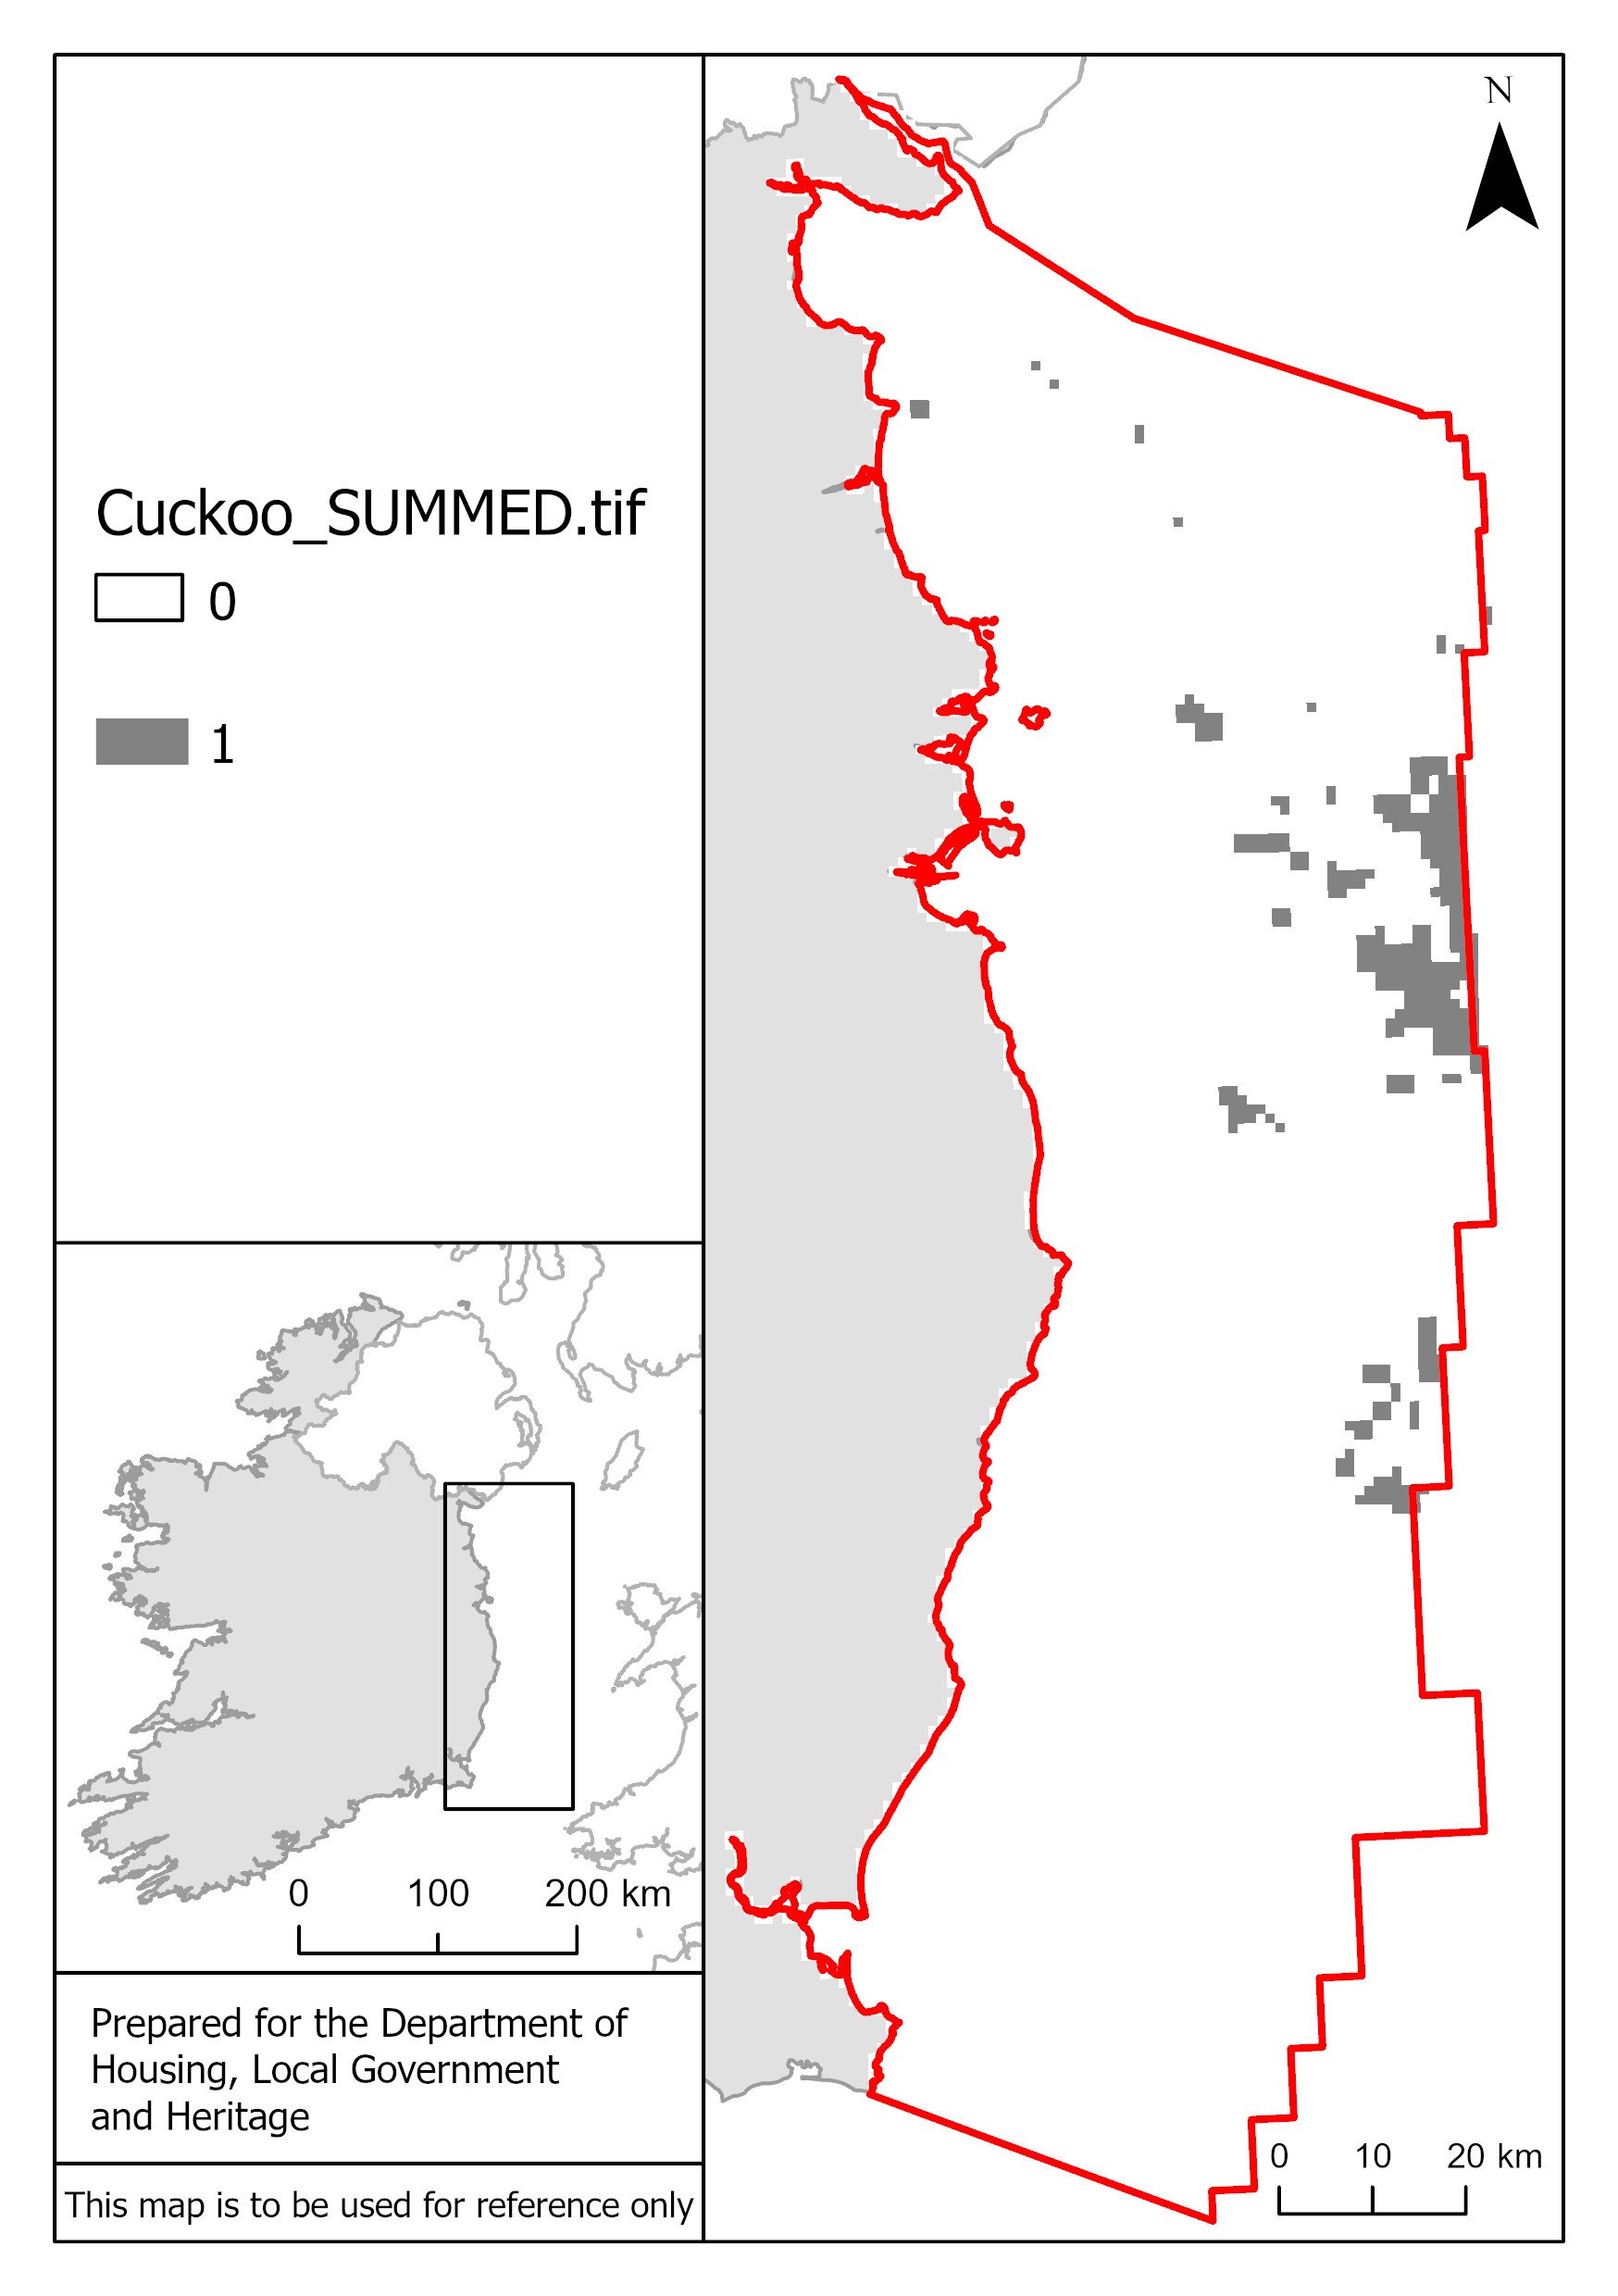 N
Cuckoo_SUMMED.tif
0
1
0 100 200 km
Prepared for the Department of
Housing, Local Government
and Heritage
This map is to be used for reference only
0 10 20 km